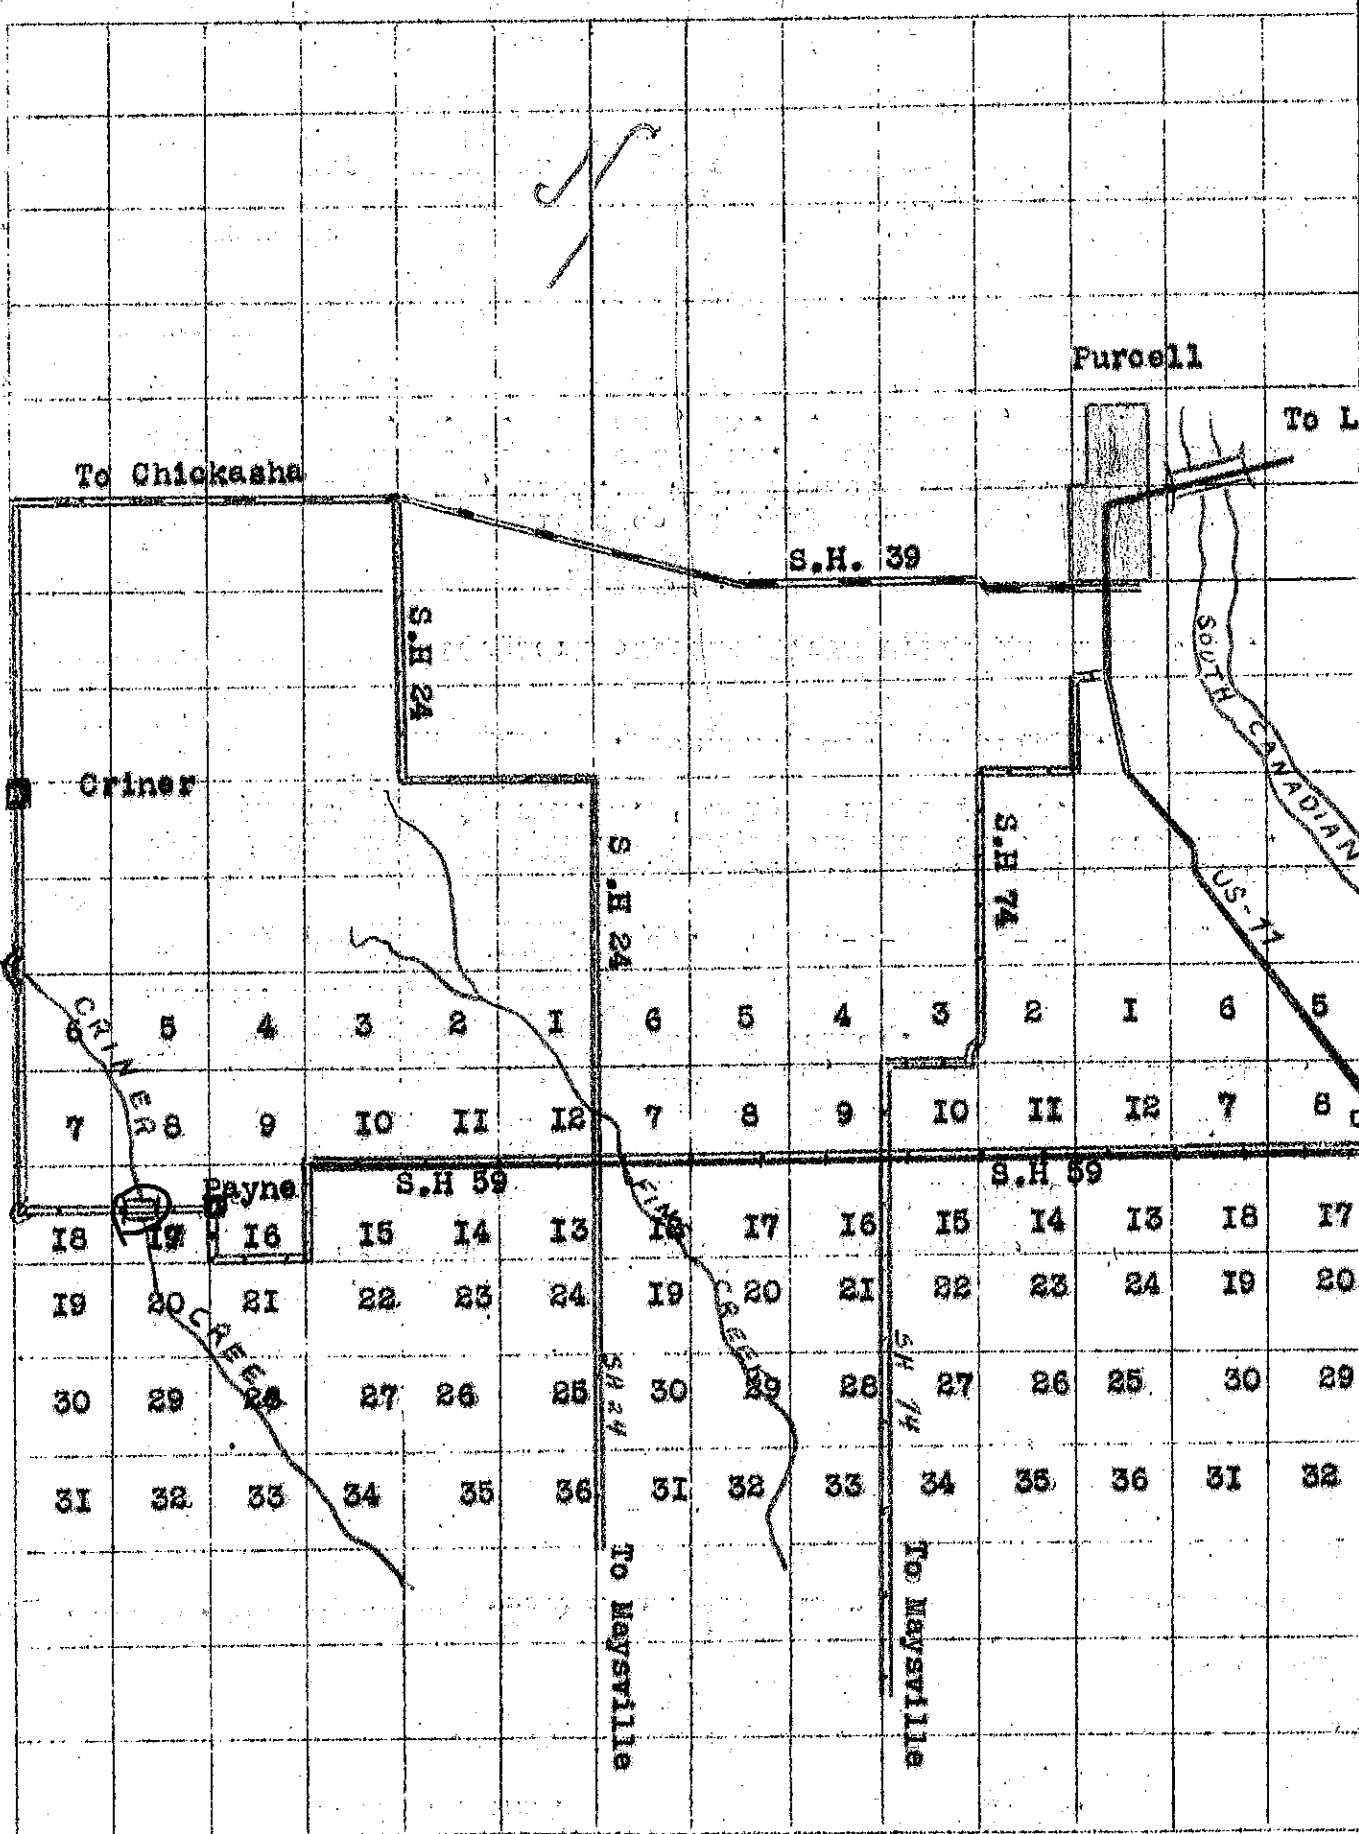 Purcell
To L
To Chickasha
S.H. 39
S.H 24
SOUTH CANADIAN
H
Criner
S.H 24
S.H 74
US-77
CRINER
6 5 4 3 2 I 6 5 4 3 2 I 6 5
7 8 9 IO II I2 7 8 9 IO II I2 7 8
Payne
S.H 59
S.H 59
I8 I7 I6 I5 I4 I3 I8 I7 I6 I5 I4 I3 I8 I7
I9 20 2I 22 23 24 I9 20 2I 22 23 24 I9 20
CREEK
CREEK
SH 24
SH 74
30 29 28 27 26 25 30 29 28 27 26 25 30 29
3I 32 33 34 35 36 3I 32 33 34 35 36 3I 32
To Maysville
To Maysville